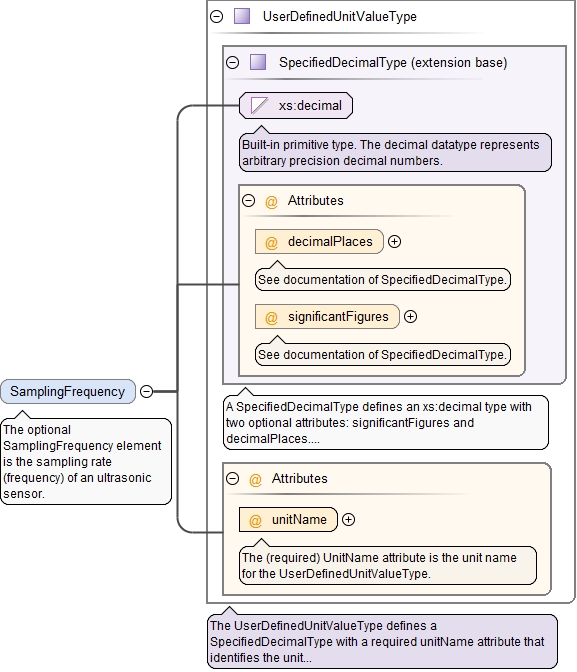 UserDefinedUnitValueType
SpecifiedDecimalType (extension base)
xs:decimal
Built-in primitive type. The decimal datatype represents
arbitrary precision decimal numbers.
@ Attributes
@ decimalPlaces
See documentation of SpecifiedDecimalType.
@ significantFigures
See documentation of SpecifiedDecimalType.
SamplingFrequency
The optional
SamplingFrequency element
is the sampling rate
(frequency) of an ultrasonic
sensor.
A SpecifiedDecimalType defines an xs:decimal type with
two optional attributes: significantFigures and
decimalPlaces....
@ Attributes
@ unitName
The (required) UnitName attribute is the unit name
for the UserDefinedUnitValueType.
The UserDefinedUnitValueType defines a
SpecifiedDecimalType with a required unitName attribute that
identifies the unit...